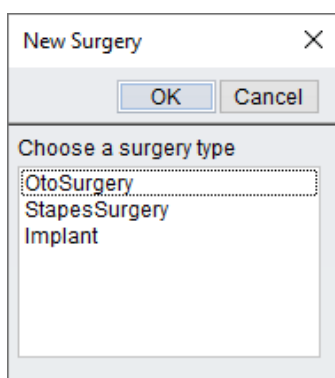 New Surgery
OK Cancel
Choose a surgery type
OtoSurgery
StapesSurgery
Implant